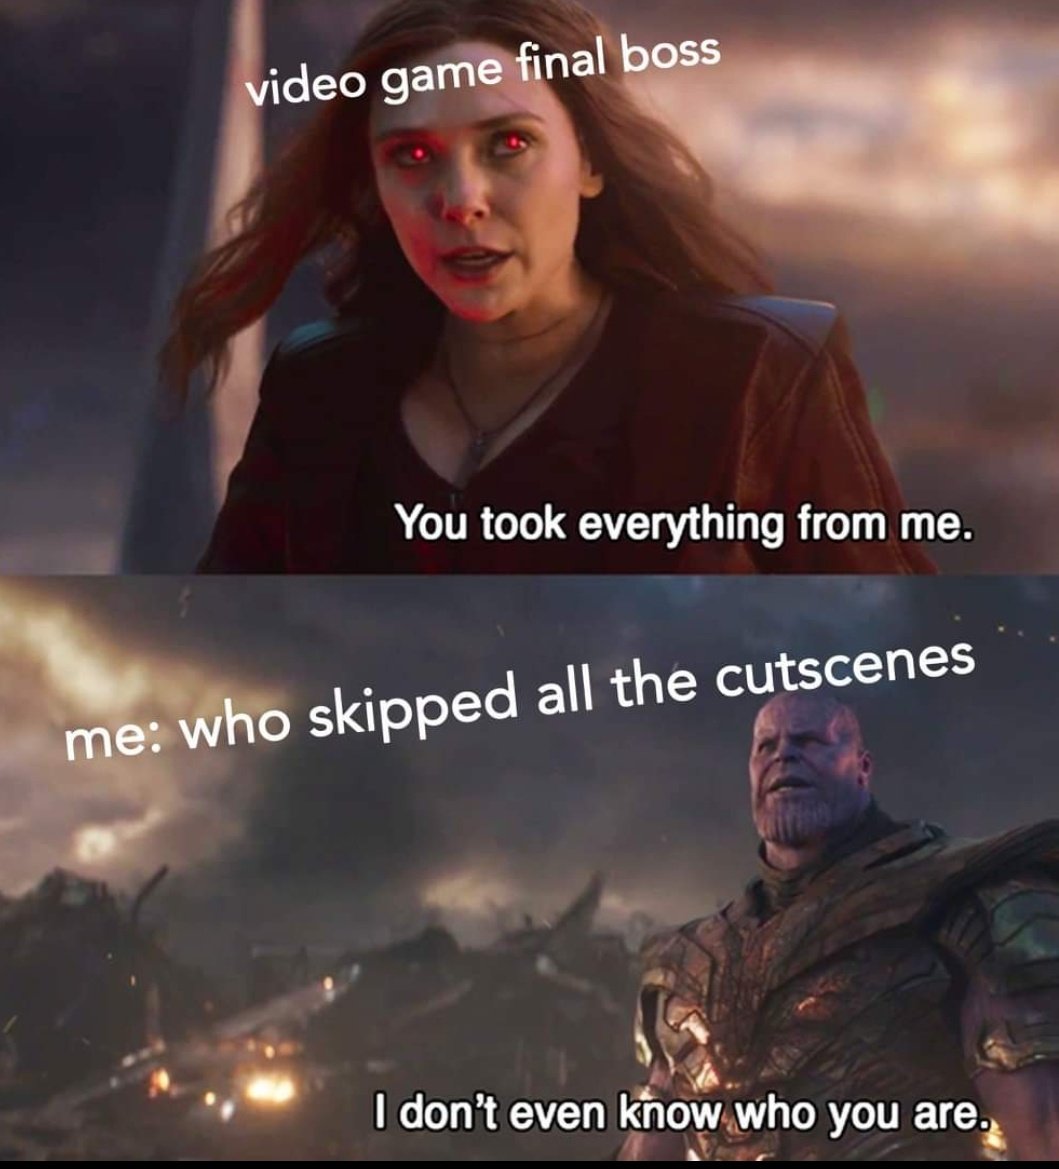 video game final boss
You took everything from me.
me: who skipped all the cutscenes
I don't even know who you are.